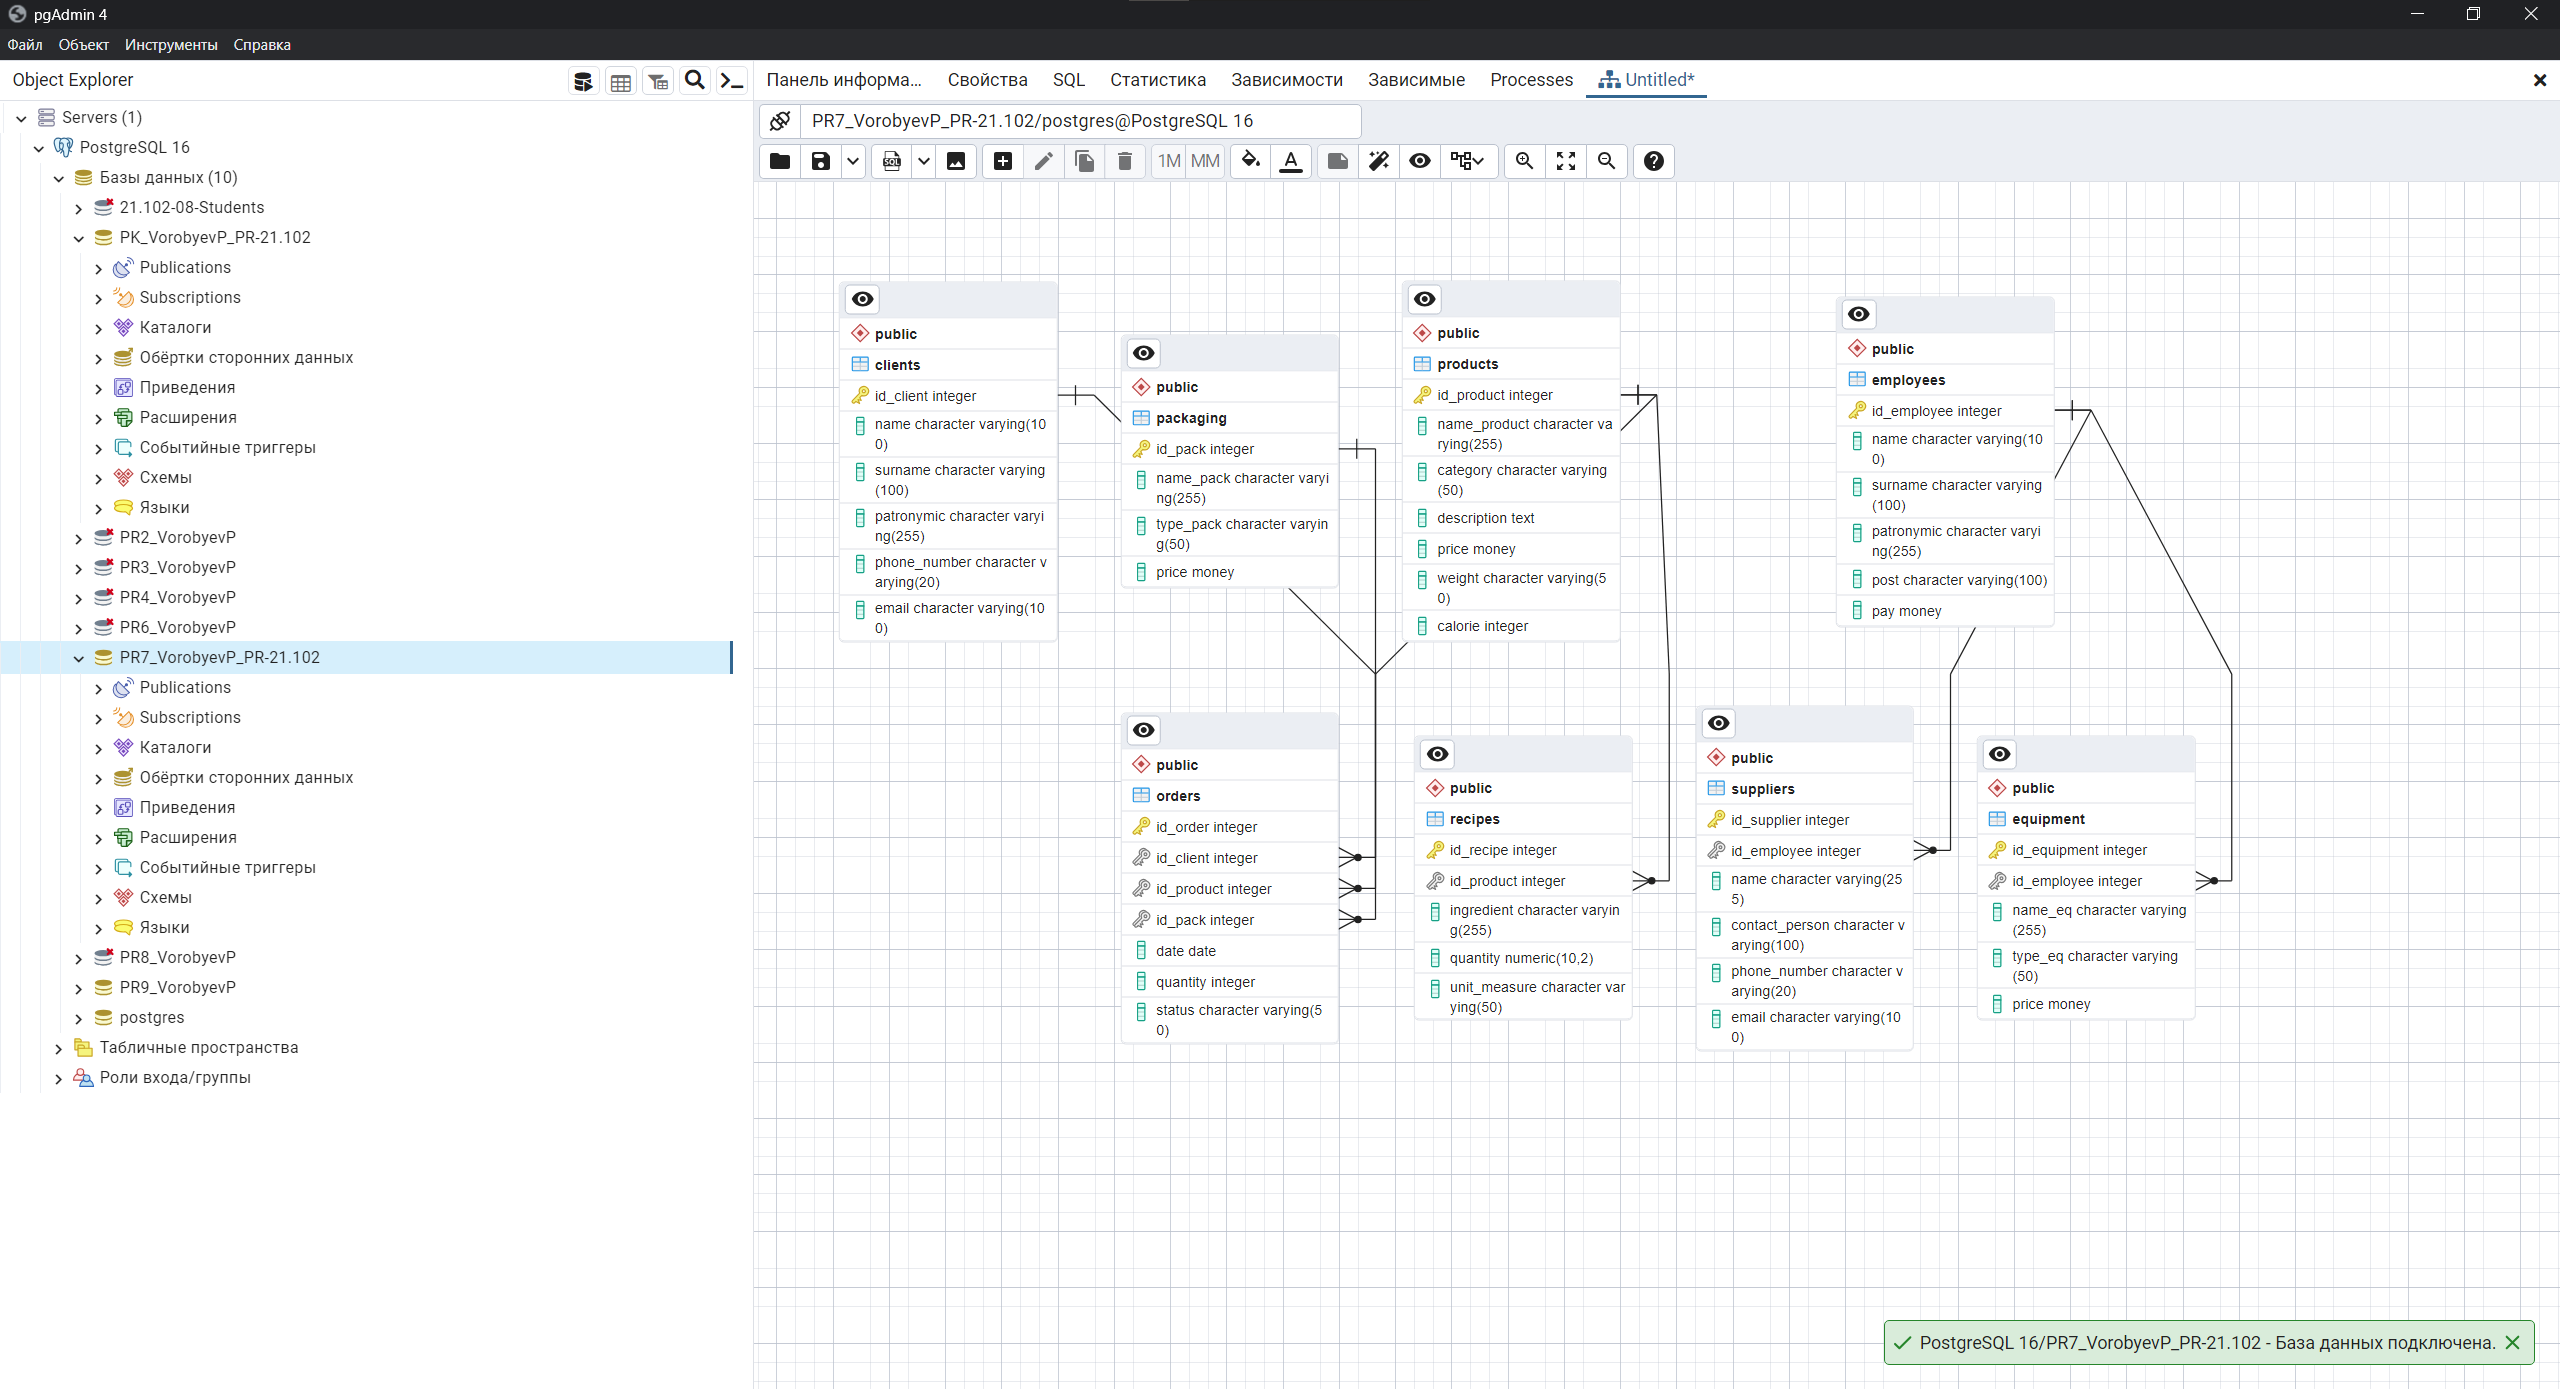 pgAdmin 4
Файл Объект Инструменты Справка
Object Explorer
Панель информа... Свойства SQL Статистика Зависимости Зависимые Processes Untitled*
PR7_VorobyevP_PR-21.102/postgres@PostgreSQL 16
SQL 1M MM A
Servers (1)
PostgreSQL 16
Базы данных (10)
21.102-08-Students
PK_VorobyevP_PR-21.102
Publications
Subscriptions
Каталоги
Обёртки сторонних данных
Приведения
Расширения
Событийные триггеры
Схемы
Языки
PR2_VorobyevP
PR3_VorobyevP
PR4_VorobyevP
PR6_VorobyevP
PR7_VorobyevP_PR-21.102
Publications
Subscriptions
Каталоги
Обёртки сторонних данных
Приведения
Расширения
Событийные триггеры
Схемы
Языки
PR8_VorobyevP
PR9_VorobyevP
postgres
Табличные пространства
Роли входа/группы
public
clients
id_client integer
name character varying(10
0)
surname character varying
(100)
patronymic character varyi
ng(255)
phone_number character v
arying(20)
email character varying(10
0)
public
packaging
id_pack integer
name_pack character varyi
ng(255)
type_pack character varyin
g(50)
price money
public
products
id_product integer
name_product character va
rying(255)
category character varying
(50)
description text
price money
weight character varying(5
0)
calorie integer
public
employees
id_employee integer
name character varying(10
0)
surname character varying
(100)
patronymic character varyi
ng(255)
post character varying(100)
pay money
public
orders
id_order integer
id_client integer
id_product integer
id_pack integer
date date
quantity integer
status character varying(5
0)
public
recipes
id_recipe integer
id_product integer
ingredient character varyin
g(255)
quantity numeric(10,2)
unit_measure character var
ying(50)
public
suppliers
id_supplier integer
id_employee integer
name character varying(25
5)
contact_person character v
arying(100)
phone_number character v
arying(20)
email character varying(10
0)
public
equipment
id_equipment integer
id_employee integer
name_eq character varying
(255)
type_eq character varying
(50)
price money
PostgreSQL 16/PR7_VorobyevP_PR-21.102 - База данных подключена.